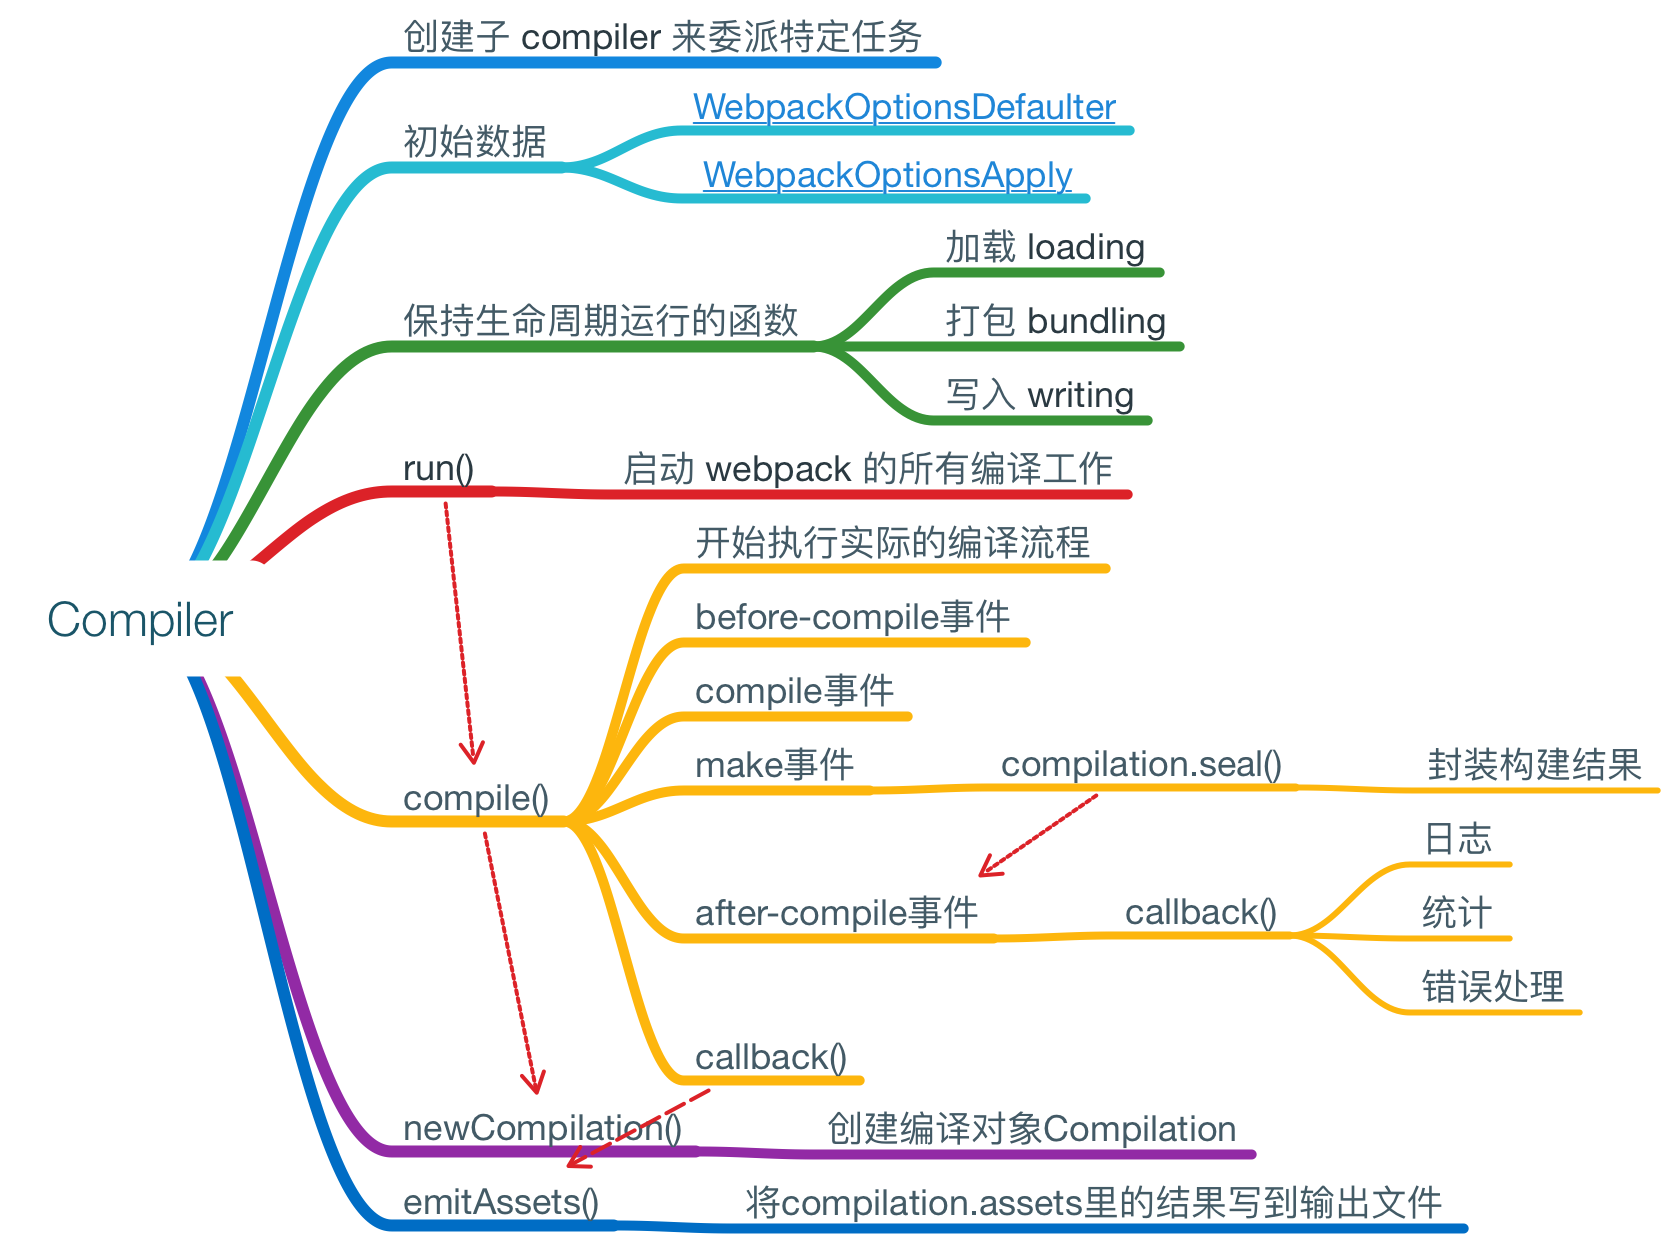 创建子 compiler 来委派特定任务
WebpackOptionsDefaulter
初始数据
WebpackOptionsApply
加载 loading
保持生命周期运行的函数
打包 bundling
写入 writing
run()
启动 webpack 的所有编译工作
开始执行实际的编译流程
before-compile事件
Compiler
compile事件
make事件
compilation.seal()
封装构建结果
compile()
日志
after-compile事件
callback()
统计
错误处理
callback()
newCompilation()
创建编译对象Compilation
emitAssets()
将compilation.assets里的结果写到输出文件